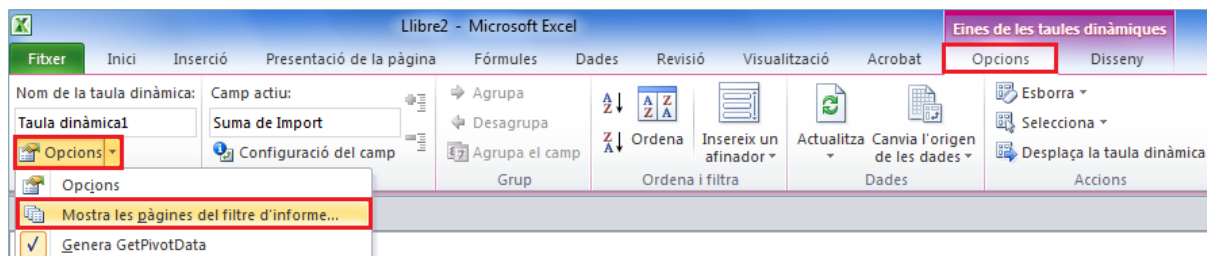 Llibre2 - Microsoft Excel
Eines de les taules dinàmiques
Fitxer Inici Inserció Presentació de la pàgina Fórmules Dades Revisió Visualització Acrobat Opcions Disseny
Nom de la taula dinàmica:
Taula dinàmica1
Opcions
Camp actiu:
Suma de Import
Configuració del camp
Agrupa
Desagrupa
Agrupa el camp
Grup
Ordena
Insereix un
afinador
Ordena i filtra
Actualitza
Canvia l'origen
de les dades
Dades
Esborra
Selecciona
Desplaça la taula dinàmica
Accions
Opcions
Mostra les pàgines del filtre d'informe...
Genera GetPivotData